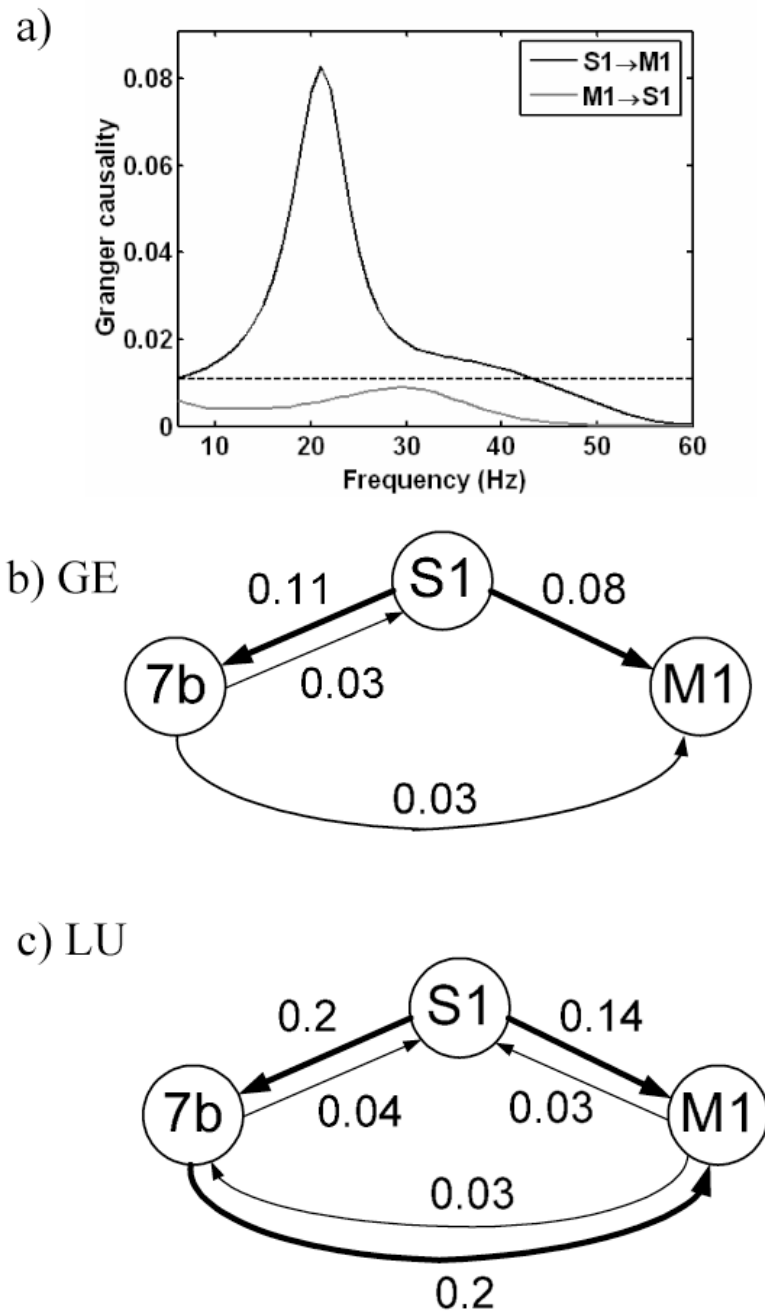 a)
S1→M1
M1→S1
0.08
0.06
0.04
0.02
0
Granger causality
10 20 30 40 50 60
Frequency (Hz)
b) GE
S1
0.11
0.08
7b
0.03
M1
0.03
c) LU
S1
0.2
0.14
7b
0.04
0.03
M1
0.03
0.2